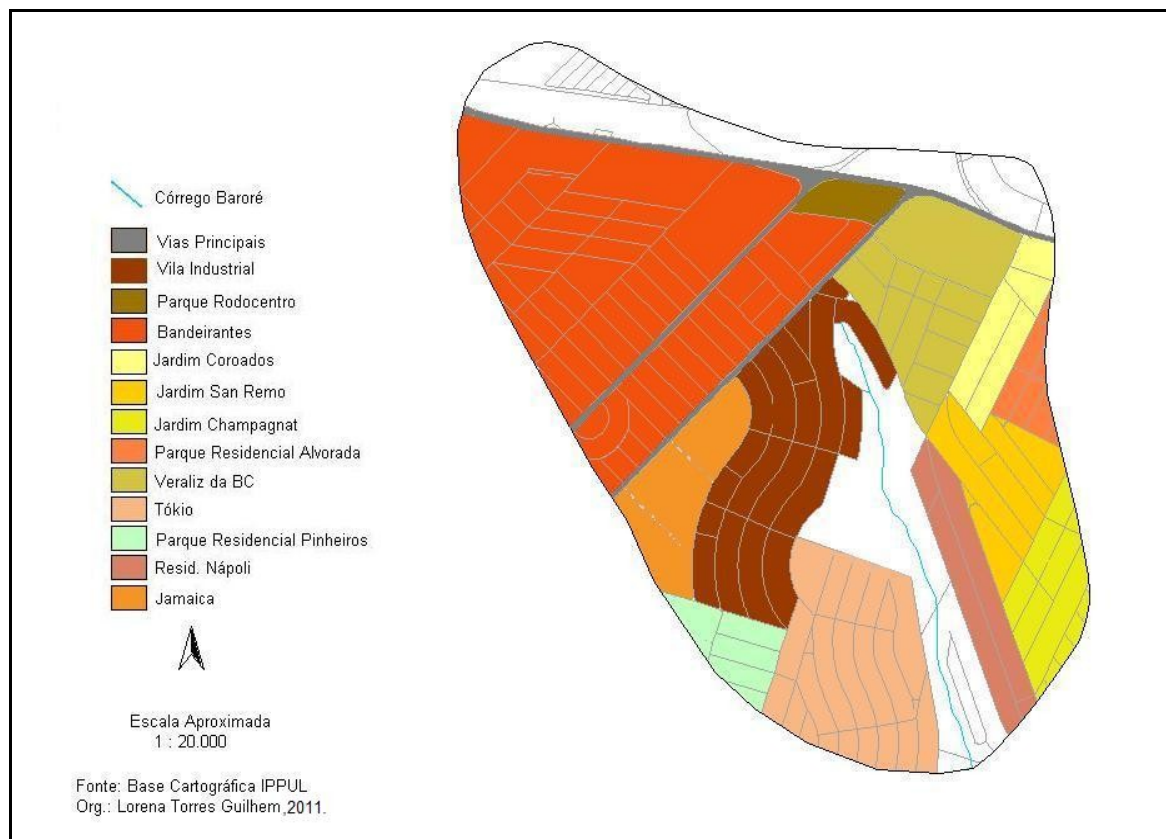 Córrego Baroré
Vias Principais
Vila Industrial
Parque Rodocentro
Bandeirantes
Jardim Coroados
Jardim San Remo
Jardim Champagnat
Parque Residencial Alvorada
Veraliz da BC
Tókio
Parque Residencial Pinheiros
Resid. Nápoli
Jamaica
Escala Aproximada
1 : 20.000
Fonte: Base Cartográfica IPPUL
Org.: Lorena Torres Guilhem,2011.